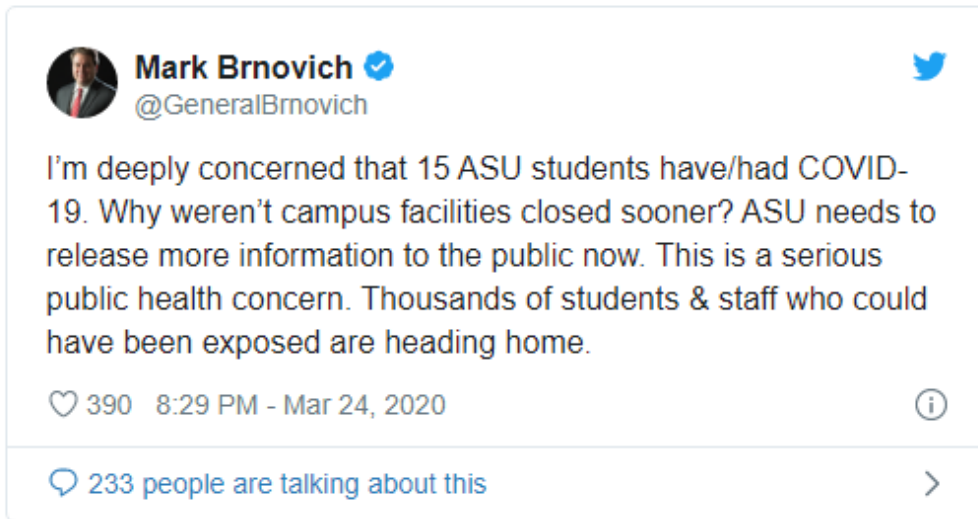 Mark Brnovich
@GeneralBrnovich
I’m deeply concerned that 15 ASU students have/had COVID-
19. Why weren’t campus facilities closed sooner? ASU needs to
release more information to the public now. This is a serious
public health concern. Thousands of students & staff who could
have been exposed are heading home.
390 8:29 PM - Mar 24, 2020
233 people are talking about this